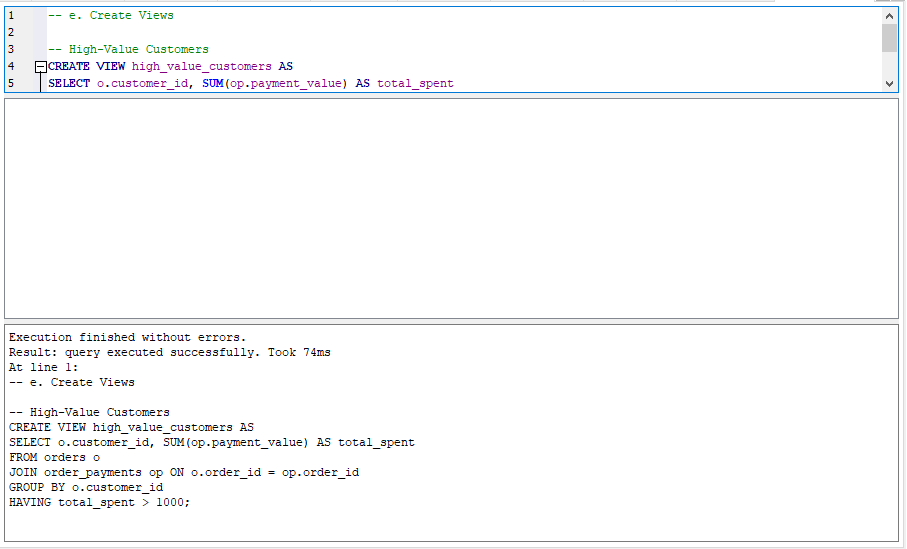 1 -- e. Create Views
2
3 -- High-Value Customers
4 CREATE VIEW high_value_customers AS
5 SELECT o.customer_id, SUM(op.payment_value) AS total_spent
Execution finished without errors.
Result: query executed successfully. Took 74ms
At line 1:
-- e. Create Views
-- High-Value Customers
CREATE VIEW high_value_customers AS
SELECT o.customer_id, SUM(op.payment_value) AS total_spent
FROM orders o
JOIN order_payments op ON o.order_id = op.order_id
GROUP BY o.customer_id
HAVING total_spent > 1000;